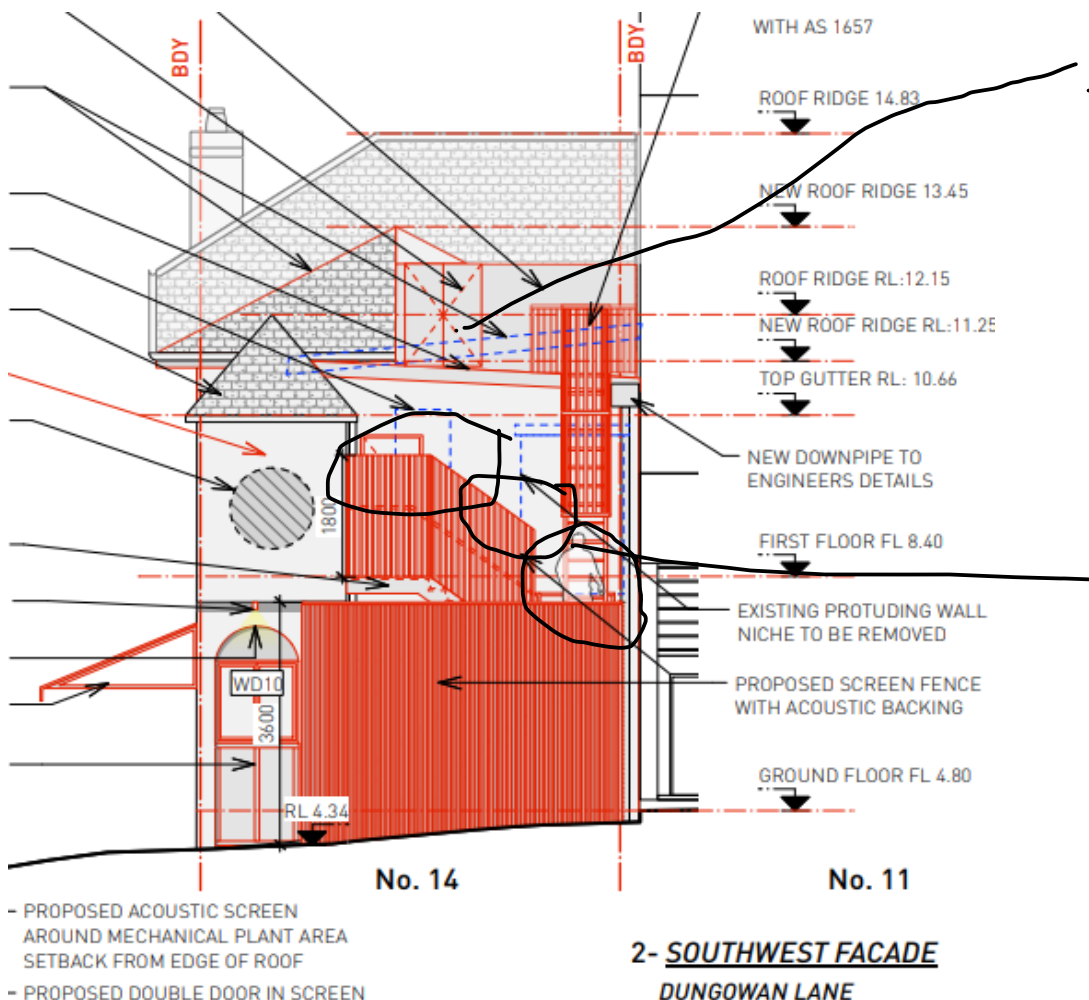 WITH AS 1657
BDY
BDY
ROOF RIDGE 14.83
NEW ROOF RIDGE 13.45
ROOF RIDGE RL:12.15
NEW ROOF RIDGE RL:11.25
TOP GUTTER RL: 10.66
NEW DOWNPIPE TO
ENGINEERS DETAILS
1800
FIRST FLOOR FL 8.40
EXISTING PROTUDING WALL
NICHE TO BE REMOVED
WD10
3600
PROPOSED SCREEN FENCE
WITH ACOUSTIC BACKING
GROUND FLOOR FL 4.80
RL 4.34
No. 14
No. 11
- PROPOSED ACOUSTIC SCREEN
AROUND MECHANICAL PLANT AREA
SETBACK FROM EDGE OF ROOF
- PROPOSED DOUBLE DOOR IN SCREEN
2- SOUTHWEST FACADE
DUNGOWAN LANE